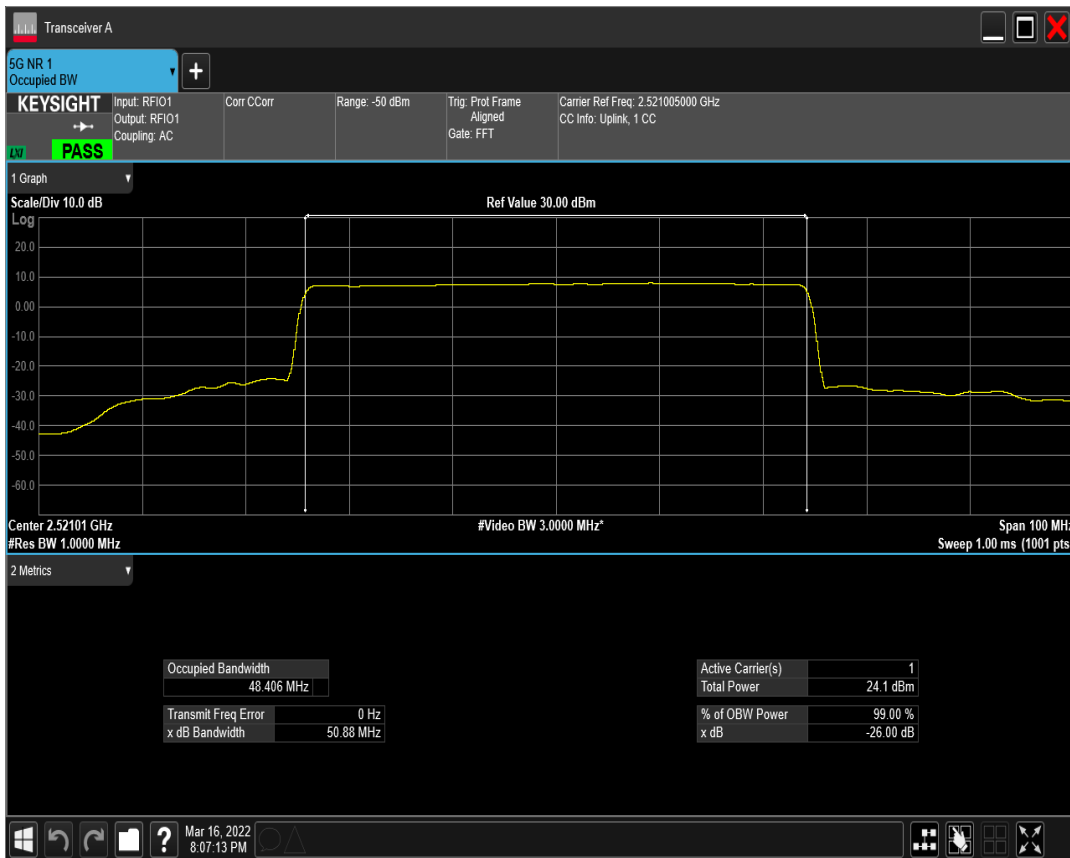 Transceiver A
5G NR 1
Occupied BW
KEYSIGHT
LXI
PASS
Input: RFIO1
Output: RFIO1
Coupling: AC
Corr CCorr
Range: -50 dBm
Trig: Prot Frame
Aligned
Gate: FFT
Carrier Ref Freq: 2.521005000 GHz
CC Info: Uplink, 1 CC
1 Graph
Scale/Div 10.0 dB
Ref Value 30.00 dBm
Log
20.0
10.0
0.00
-10.0
-20.0
-30.0
-40.0
-50.0
-60.0
Center 2.52101 GHz
#Video BW 3.0000 MHz*
Span 100 MHz
#Res BW 1.0000 MHz
Sweep 1.00 ms (1001 pts
2 Metrics
Occupied Bandwidth
48.406 MHz
Transmit Freq Error 0 Hz
x dB Bandwidth 50.88 MHz
Active Carrier(s) 1
Total Power 24.1 dBm
% of OBW Power 99.00 %
x dB -26.00 dB
?
Mar 16, 2022
8:07:13 PM